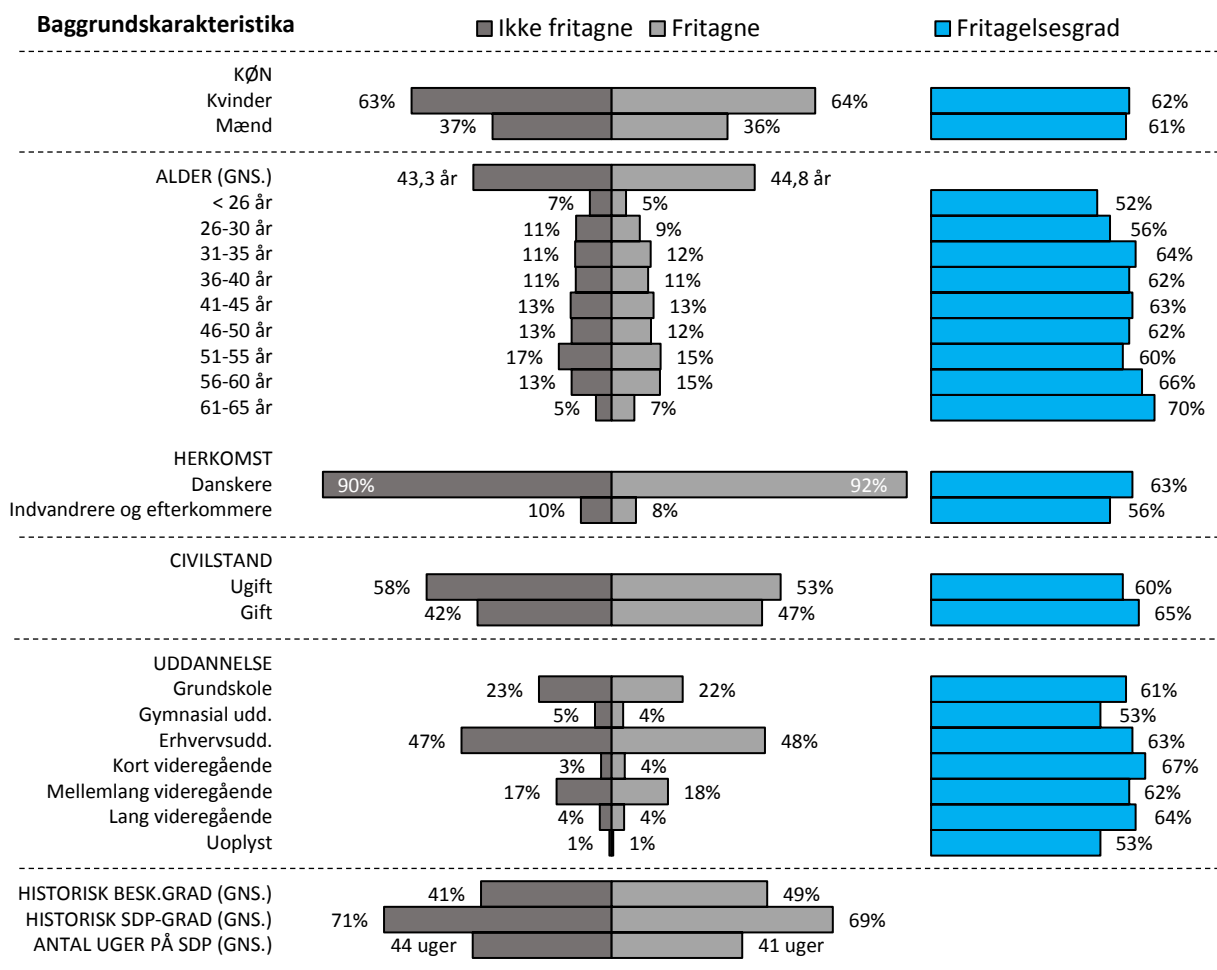 Baggrundskarakteristika Ikke fritagne Fritagne Fritagelsesgrad
KØN
Kvinder 63% 64% 62%
Mænd 37% 36% 61%
ALDER (GNS.) 43,3 år 44,8 år
< 26 år 7% 5% 52%
26-30 år 11% 9% 56%
31-35 år 11% 12% 64%
36-40 år 11% 11% 62%
41-45 år 13% 13% 63%
46-50 år 13% 12% 62%
51-55 år 17% 15% 60%
56-60 år 13% 15% 66%
61-65 år 5% 7% 70%
HERKOMST
Danskere 90% 92% 63%
Indvandrere og efterkommere 10% 8% 56%
CIVILSTAND
Ugift 58% 53% 60%
Gift 42% 47% 65%
UDDANNELSE
Grundskole 23% 22% 61%
Gymnasial udd. 5% 4% 53%
Erhvervsudd. 47% 48% 63%
Kort videregående 3% 4% 67%
Mellemlang videregående 17% 18% 62%
Lang videregående 4% 4% 64%
Uoplyst 1% 1% 53%
HISTORISK BESK.GRAD (GNS.) 41% 49%
HISTORISK SDP-GRAD (GNS.) 71% 69%
ANTAL UGER PÅ SDP (GNS.) 44 uger 41 uger